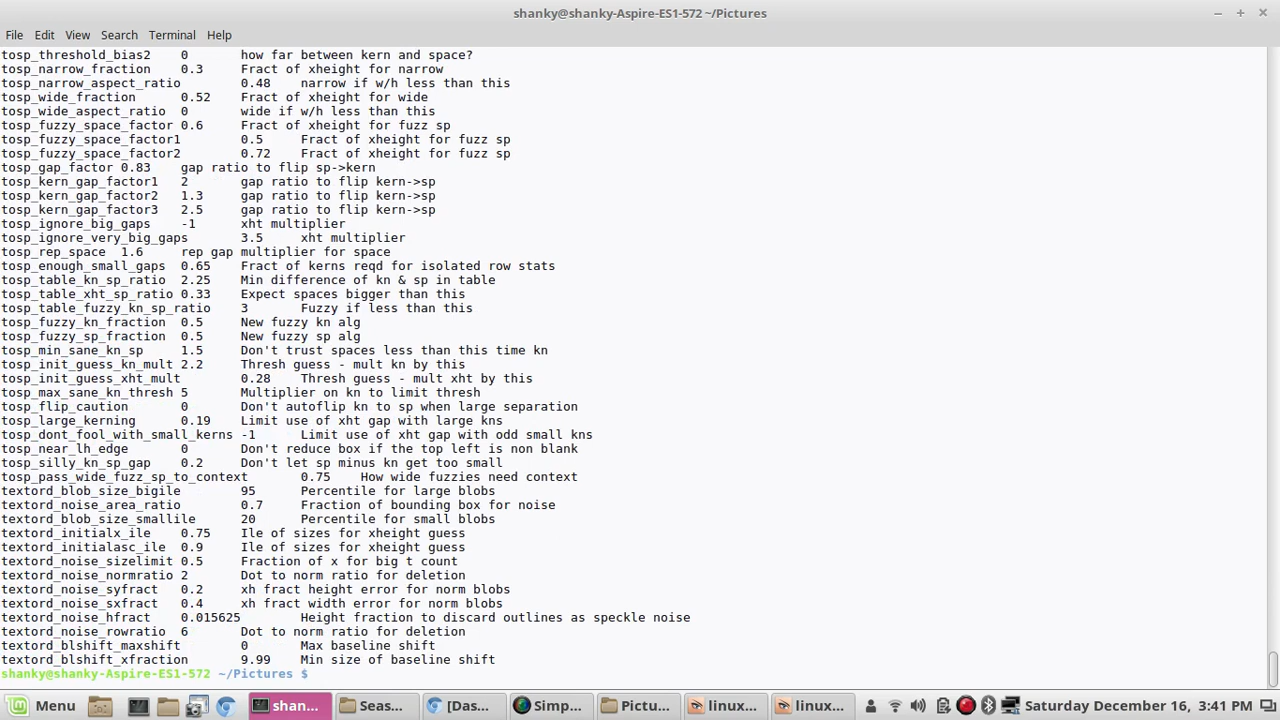 shanky@shanky-Aspire-ES1-572 ~/Pictures
File Edit View Search Terminal Help
tosp_threshold_bias2 0 how far between kern and space?
tosp_narrow_fraction 0.3 Fract of xheight for narrow
tosp_narrow_aspect_ratio 0.48 narrow if w/h less than this
tosp_wide_fraction 0.52 Fract of xheight for wide
tosp_wide_aspect_ratio 0 wide if w/h less than this
tosp_fuzzy_space_factor 0.6 Fract of xheight for fuzz sp
tosp_fuzzy_space_factor1 0.5 Fract of xheight for fuzz sp
tosp_fuzzy_space_factor2 0.72 Fract of xheight for fuzz sp
tosp_gap_factor 0.83 gap ratio to flip sp->kern
tosp_kern_gap_factor1 2 gap ratio to flip kern->sp
tosp_kern_gap_factor2 1.3 gap ratio to flip kern->sp
tosp_kern_gap_factor3 2.5 gap ratio to flip kern->sp
tosp_ignore_big_gaps -1 xht multiplier
tosp_ignore_very_big_gaps 3.5 xht multiplier
tosp_rep_space 1.6 rep gap multiplier for space
tosp_enough_small_gaps 0.65 Fract of kerns reqd for isolated row stats
tosp_table_kn_sp_ratio 2.25 Min difference of kn & sp in table
tosp_table_xht_sp_ratio 0.33 Expect spaces bigger than this
tosp_table_fuzzy_kn_sp_ratio 3 Fuzzy if less than this
tosp_fuzzy_kn_fraction 0.5 New fuzzy kn alg
tosp_fuzzy_sp_fraction 0.5 New fuzzy sp alg
tosp_min_sane_kn_sp 1.5 Don't trust spaces less than this time kn
tosp_init_guess_kn_mult 2.2 Thresh guess - mult kn by this
tosp_init_guess_xht_mult 0.28 Thresh guess - mult xht by this
tosp_max_sane_kn_thresh 5 Multiplier on kn to limit thresh
tosp_flip_caution 0 Don't autoflip kn to sp when large separation
tosp_large_kerning 0.19 Limit use of xht gap with large kns
tosp_dont_fool_with_small_kerns -1 Limit use of xht gap with odd small kns
tosp_near_lh_edge 0 Don't reduce box if the top left is non blank
tosp_silly_kn_sp_gap 0.2 Don't let sp minus kn get too small
tosp_pass_wide_fuzz_sp_to_context 0.75 How wide fuzzies need context
textord_blob_size_bigile 95 Percentile for large blobs
textord_noise_area_ratio 0.7 Fraction of bounding box for noise
textord_blob_size_smallile 20 Percentile for small blobs
textord_initialx_ile 0.75 Ile of sizes for xheight guess
textord_initialasc_ile 0.9 Ile of sizes for xheight guess
textord_noise_sizelimit 0.5 Fraction of x for big t count
textord_noise_normratio 2 Dot to norm ratio for deletion
textord_noise_syfract 0.2 xh fract height error for norm blobs
textord_noise_sxfract 0.4 xh fract width error for norm blobs
textord_noise_hfract 0.015625 Height fraction to discard outlines as speckle noise
textord_noise_rowratio 6 Dot to norm ratio for deletion
textord_blshift_maxshift 0 Max baseline shift
textord_blshift_xfraction 9.99 Min size of baseline shift
shanky@shanky-Aspire-ES1-572 ~/Pictures $
Menu shan... Seas... [Das... Simp... Pictu... linux... linux... Saturday December 16, 3:41 PM